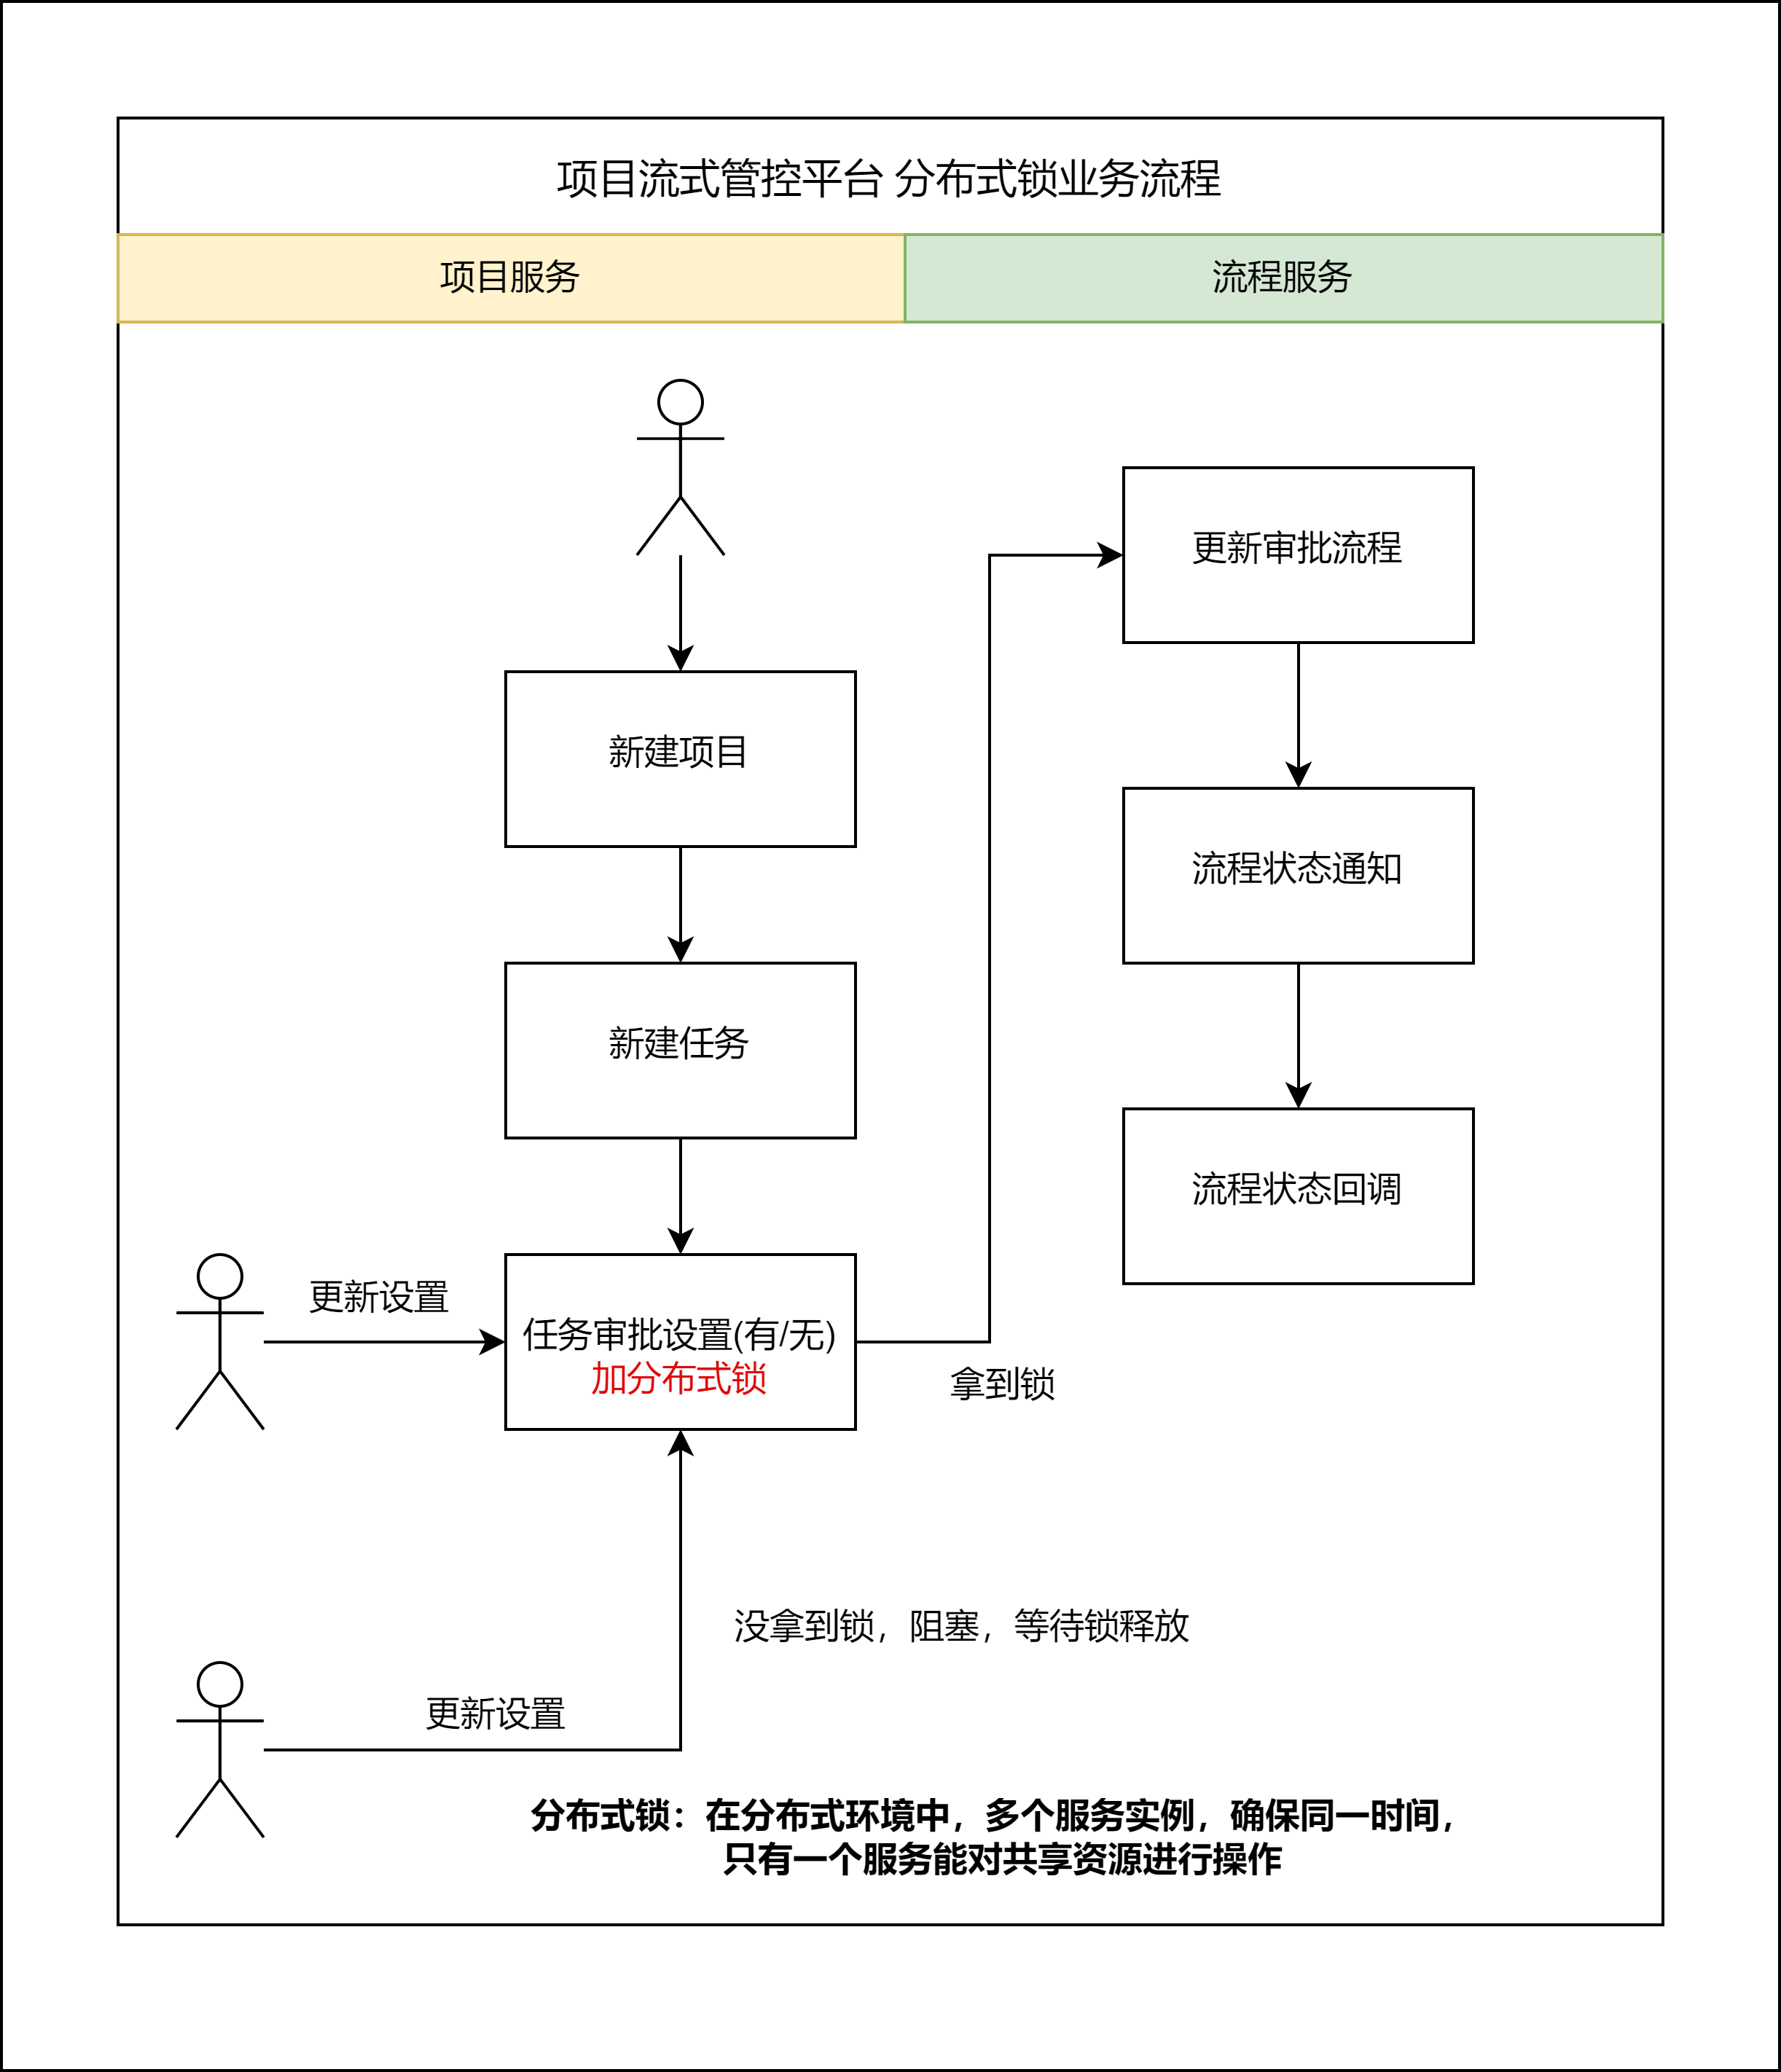 项目流式管控平台 分布式锁业务流程
项目服务
流程服务
更新审批流程
新建项目
流程状态通知
新建任务
流程状态回调
更新设置
任务审批设置(有/无)
加分布式锁
拿到锁
没拿到锁，阻塞，等待锁释放
更新设置
分布式锁：在分布式环境中，多个服务实例，确保同一时间，
只有一个服务能对共享资源进行操作